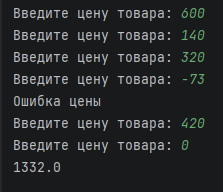 Введите цену товара: 600
Введите цену товара: 140
Введите цену товара: 320
Введите цену товара: -73
Ошибка цены
Введите цену товара: 420
Введите цену товара: 0
1332.0